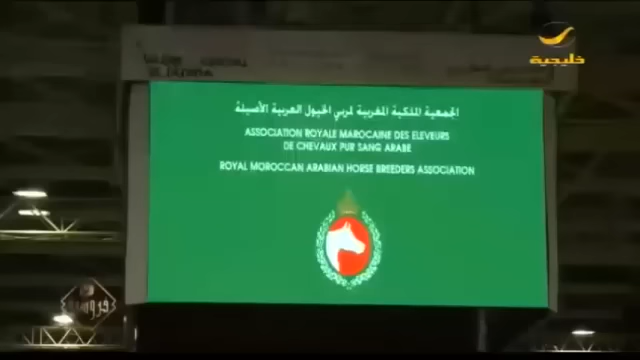 خليجية
الجمعية الملكية المغربية لمربي الخيول العربية الأصيلة
ASSOCIATION ROYALE MAROCAINE DES ELEVEURS
DE CHEVAUX PUR SANG ARABE
ROYAL MOROCCAN ARABIAN HORSE BREEDERS ASSOCIATION